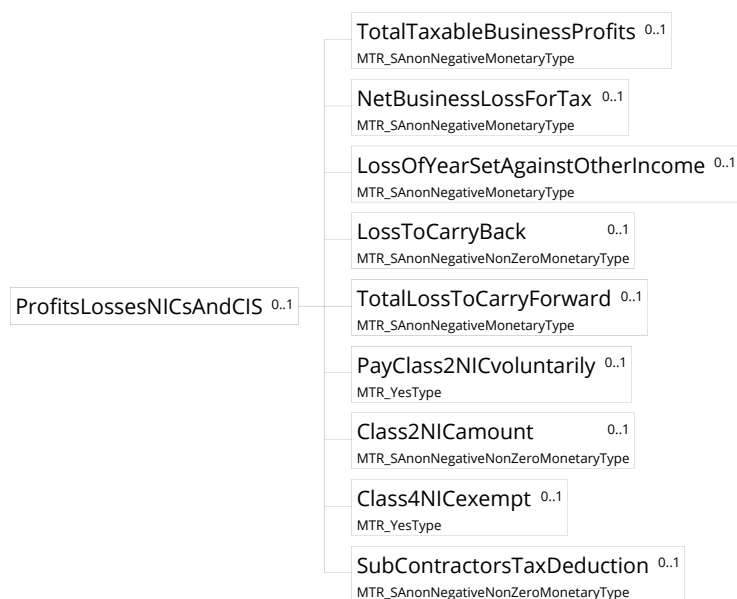 TotalTaxableBusinessProfits 0..1
MTR_SAnonNegativeMonetaryType
NetBusinessLossForTax 0..1
MTR_SAnonNegativeMonetaryType
LossOfYearSetAgainstOtherIncome 0..1
MTR_SAnonNegativeMonetaryType
LossToCarryBack 0..1
MTR_SAnonNegativeNonZeroMonetaryType
ProfitsLossesNICsAndCIS 0..1
TotalLossToCarryForward 0..1
MTR_SAnonNegativeMonetaryType
PayClass2NICvoluntarily 0..1
MTR_YesType
Class2NICamount 0..1
MTR_SAnonNegativeNonZeroMonetaryType
Class4NICexempt 0..1
MTR_YesType
SubContractorsTaxDeduction 0..1
MTR_SAnonNegativeNonZeroMonetaryType